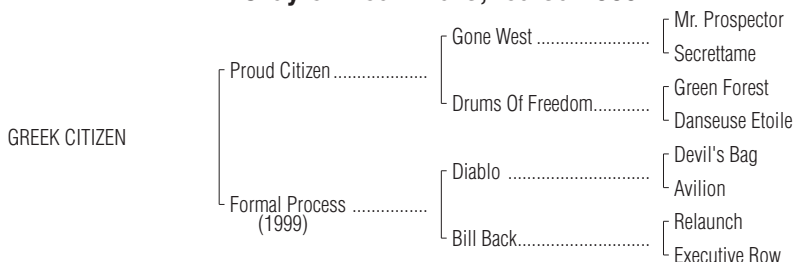 Mr. Prospector
Gone West
Secrettame
Proud Citizen
Green Forest
Drums Of Freedom
Danseuse Etoile
GREEK CITIZEN
Devil's Bag
Diablo
Avilion
Formal Process
(1999)
Relaunch
Bill Back
Executive Row